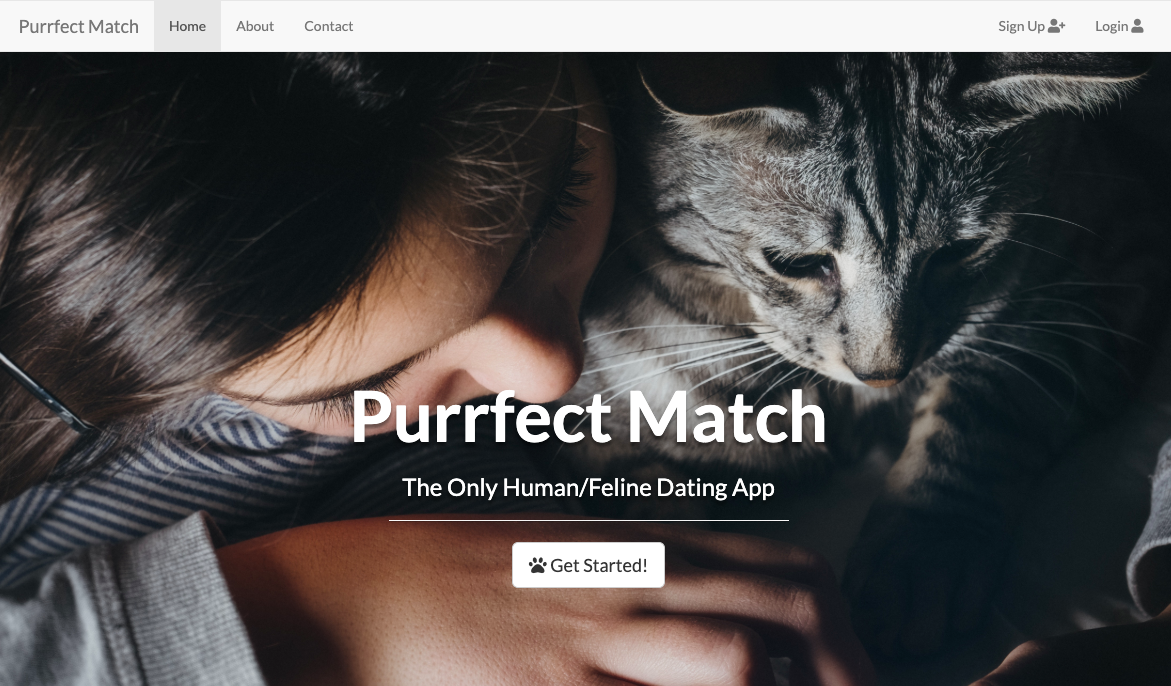 Purrfect Match
Home
About
Contact
Sign Up
Login
Purrfect Match
The Only Human/Feline Dating App
Get Started!